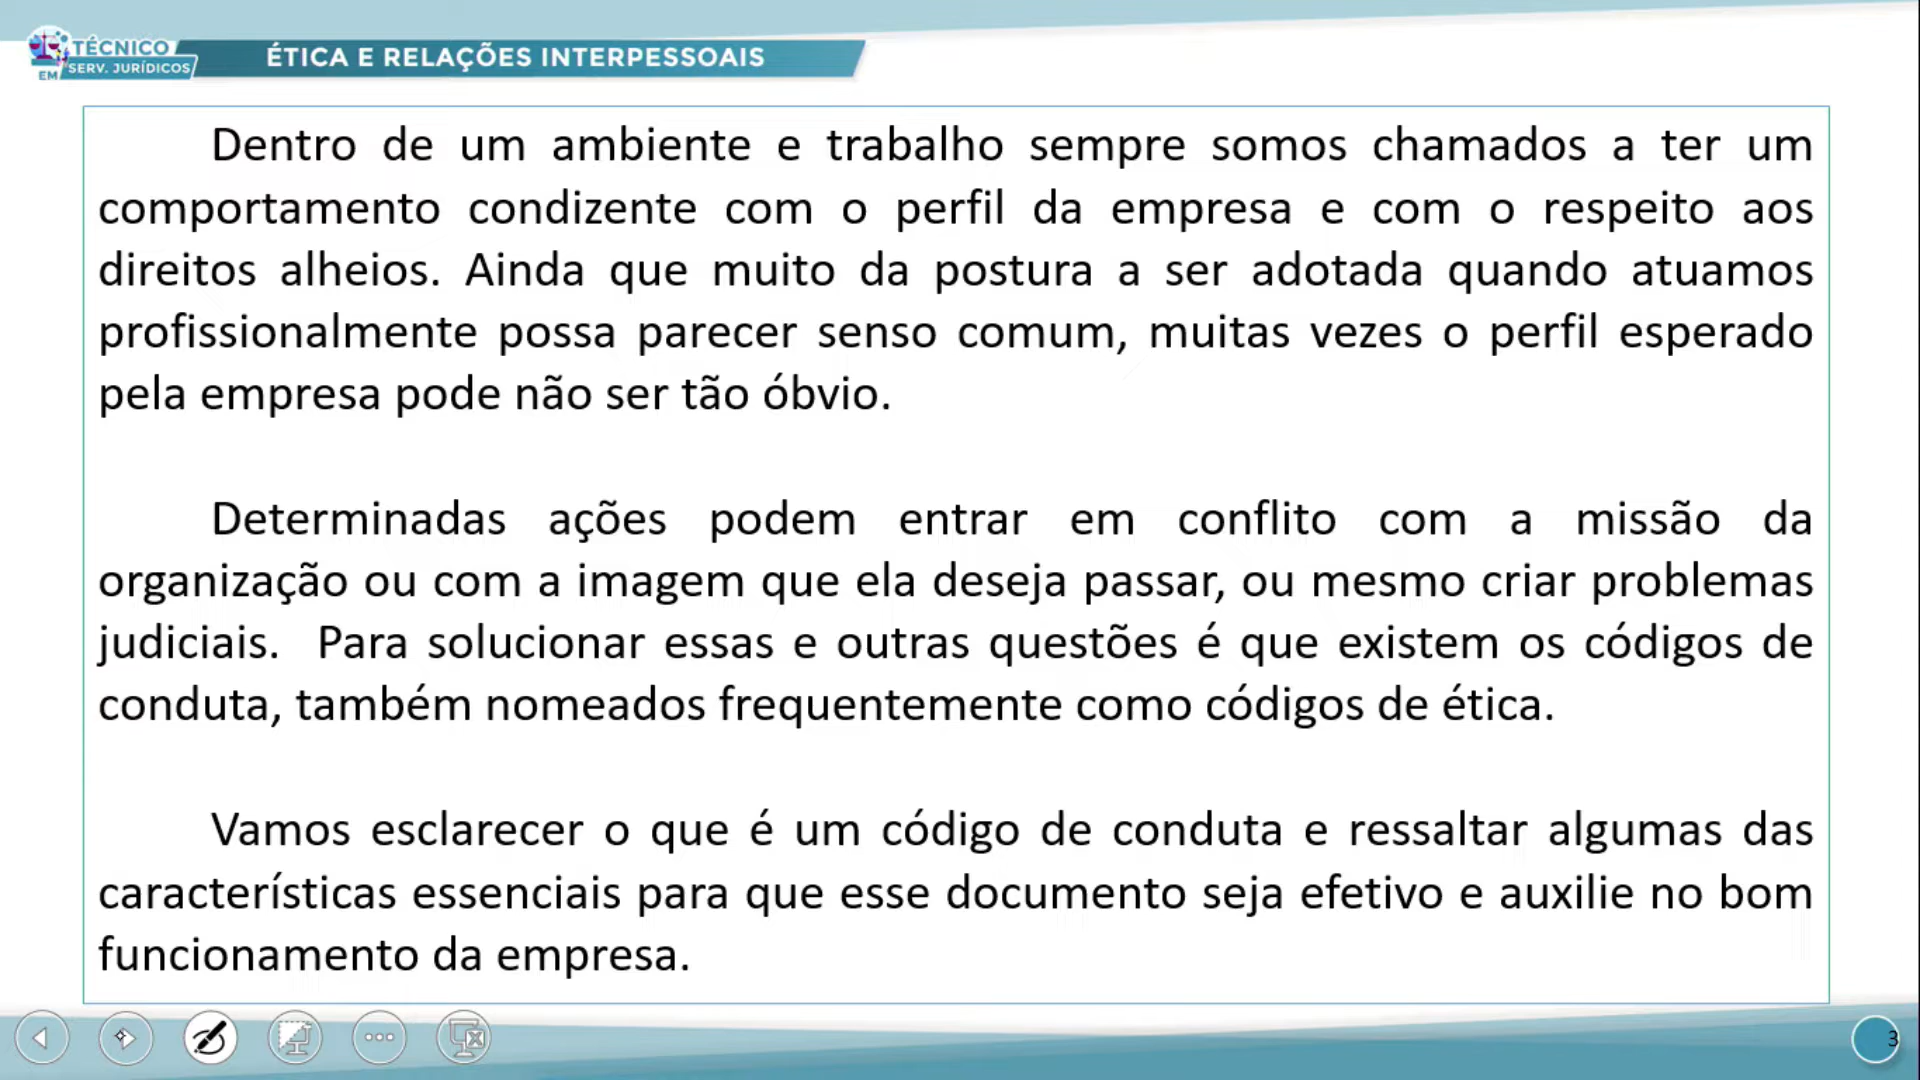 TÉCNICO
EM SERV. JURÍDICOS
ÉTICA E RELAÇÕES INTERPESSOAIS
Dentro de um ambiente e trabalho sempre somos chamados a ter um
comportamento condizente com o perfil da empresa e com o respeito aos
direitos alheios. Ainda que muito da postura a ser adotada quando atuamos
profissionalmente possa parecer senso comum, muitas vezes o perfil esperado
pela empresa pode não ser tão óbvio.
Determinadas ações podem entrar em conflito com a missão da
organização ou com a imagem que ela deseja passar, ou mesmo criar problemas
judiciais. Para solucionar essas e outras questões é que existem os códigos de
conduta, também nomeados frequentemente como códigos de ética.
Vamos esclarecer o que é um código de conduta e ressaltar algumas das
características essenciais para que esse documento seja efetivo e auxilie no bom
funcionamento da empresa.
3